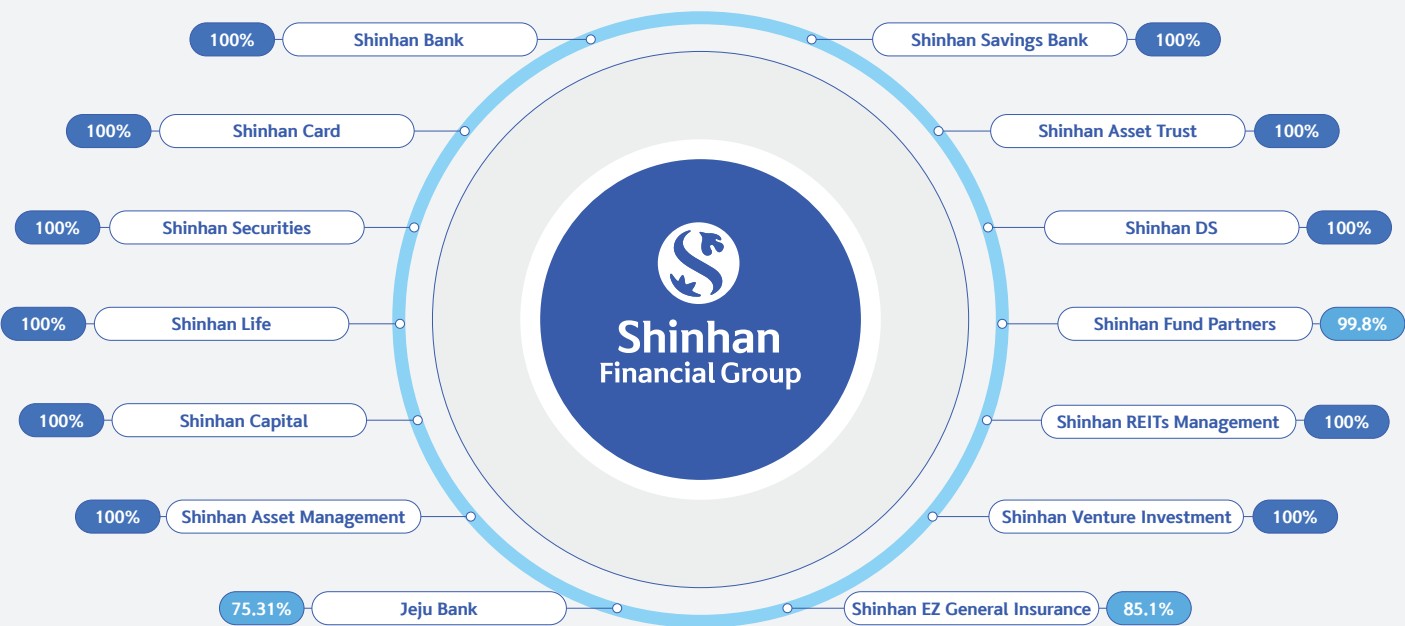 100% Shinhan Bank
Shinhan Savings Bank 100%
100% Shinhan Card
Shinhan Asset Trust 100%
100% Shinhan Securities
Shinhan DS 100%
100% Shinhan Life
Shinhan Fund Partners 99.8%
Shinhan
Financial Group
100% Shinhan Capital
Shinhan REITs Management 100%
100% Shinhan Asset Management
Shinhan Venture Investment 100%
75.31% Jeju Bank
Shinhan EZ General Insurance 85.1%